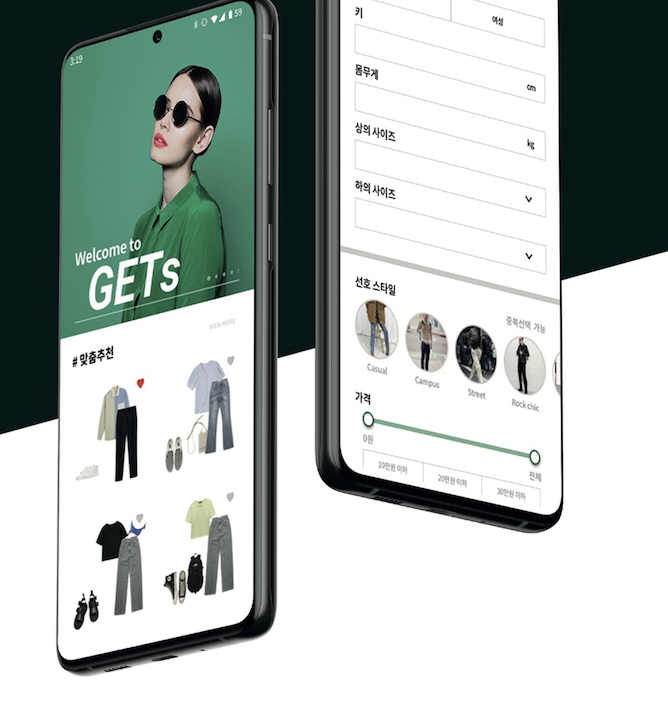 3:19
59
Welcome to
GETs
VIEW MORE
# 맞춤추천
키
여성
cm
몸무게
kg
상의 사이즈
하의 사이즈
선호 스타일
중복선택 가능
Casual
Campus
Street
Rock chic
가격
0원
전체
10만원 이하
20만원 이하
30만원 이하